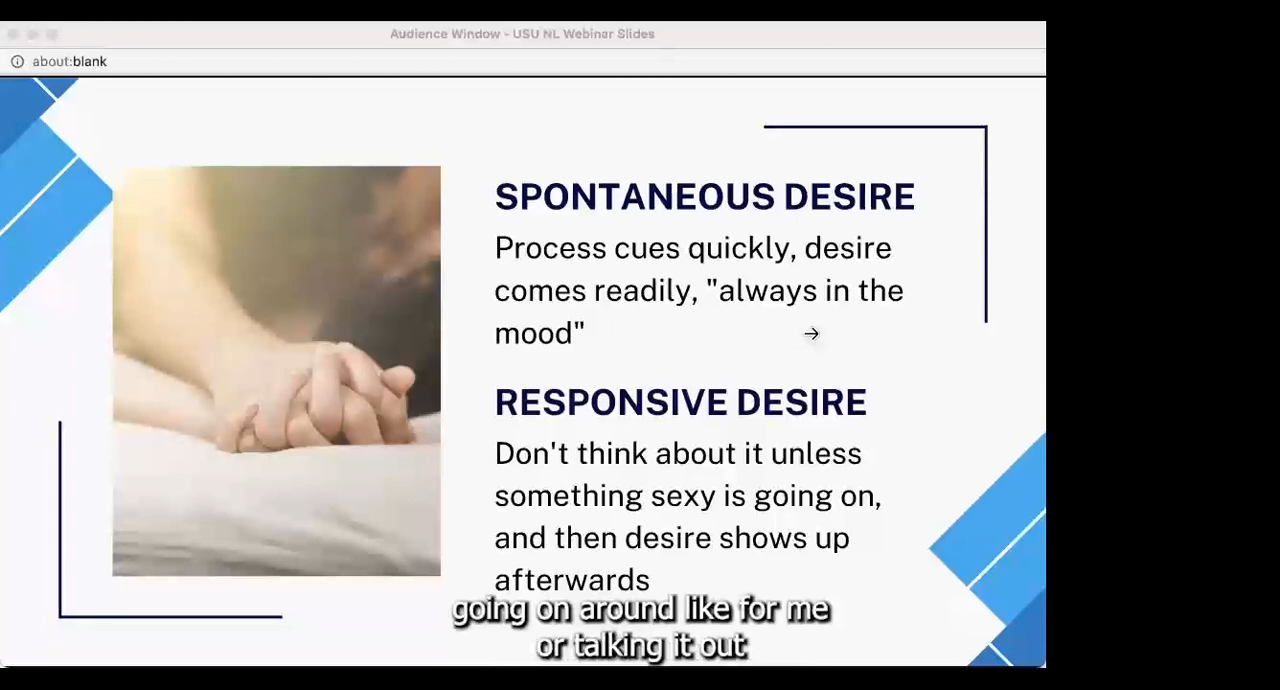 Audience Window - USU NL Webinar Slides
about:blank
SPONTANEOUS DESIRE
Process cues quickly, desire
comes readily, "always in the
mood"
RESPONSIVE DESIRE
Don't think about it unless
something sexy is going on,
and then desire shows up
afterwards
going on around like for me
or talking it out